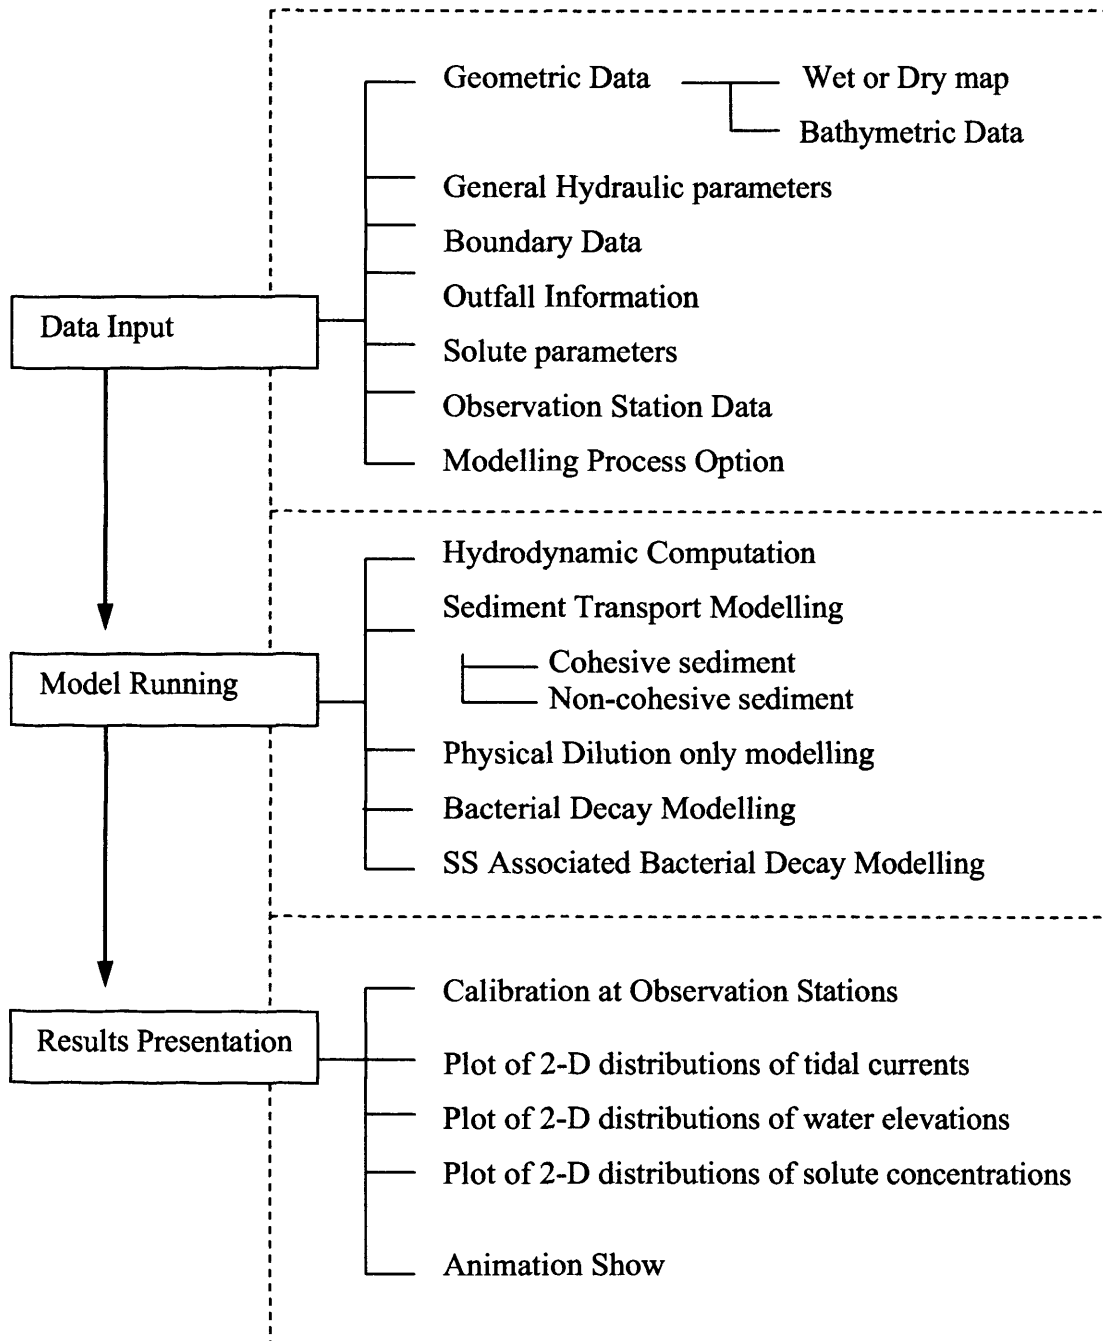 Geometric Data
Wet or Dry map
Bathymetric Data
General Hydraulic parameters
Boundary Data
Outfall Information
Data Input
Solute parameters
Observation Station Data
Modelling Process Option
Hydrodynamic Computation
Sediment Transport Modelling
Cohesive sediment
Model Running
Non-cohesive sediment
Physical Dilution only modelling
Bacterial Decay Modelling
SS Associated Bacterial Decay Modelling
Calibration at Observation Stations
Results Presentation
Plot of 2-D distributions of tidal currents
Plot of 2-D distributions of water elevations
Plot of 2-D distributions of solute concentrations
Animation Show